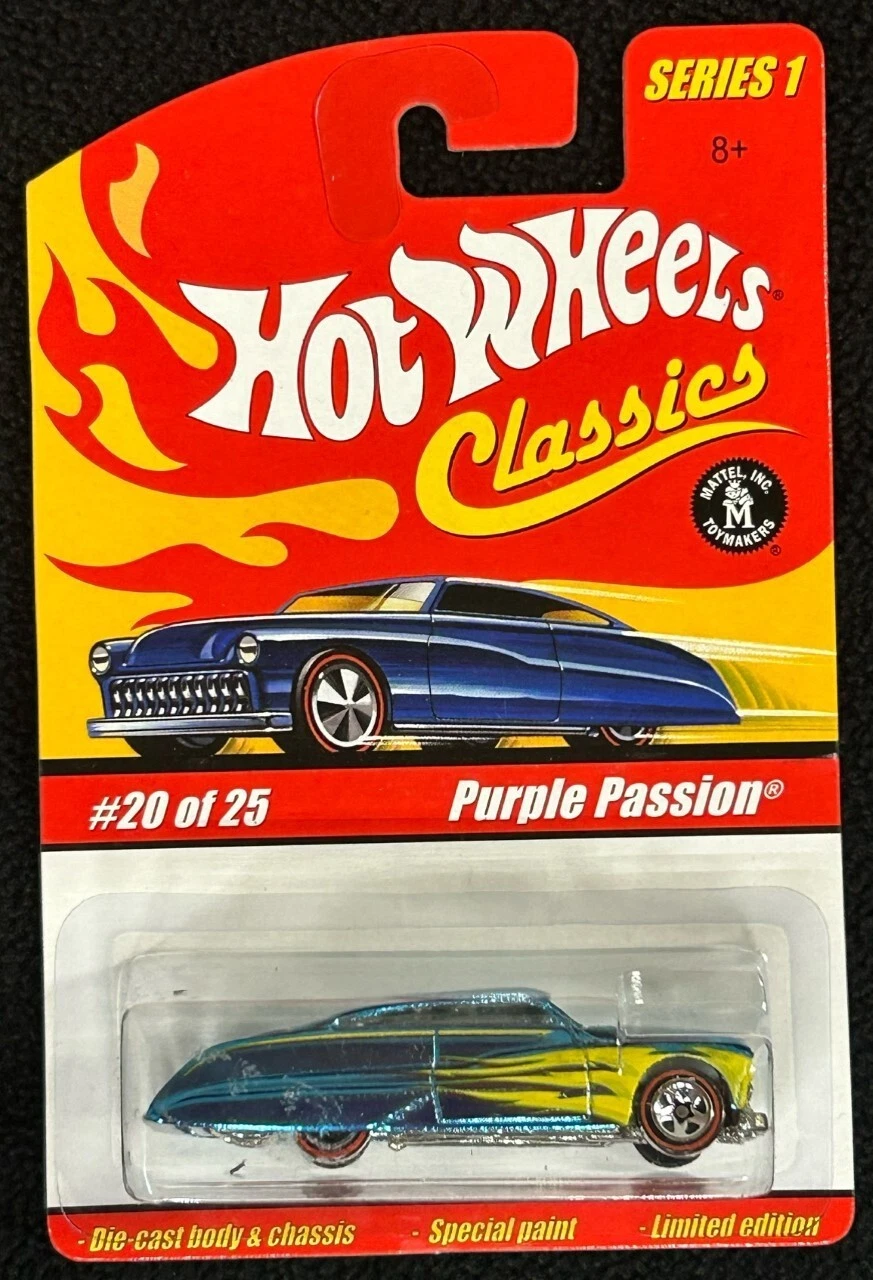 SERIES 1
8+
Hot Wheels®
Classics
MATTEL, INC.
M
TOYMAKERS
®
#20 of 25
Purple Passion®
- Die-cast body & chassis
- Special paint
- Limited edition